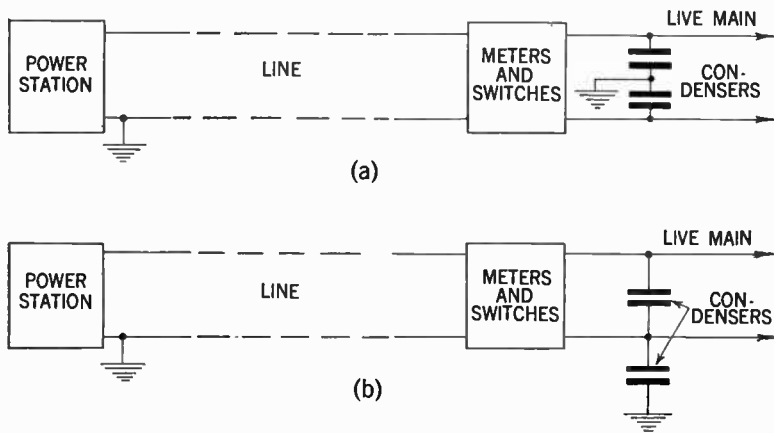 LIVE MAIN
POWER
STATION
LINE
METERS
AND
SWITCHES
CON-
DENSERS
(a)
LIVE MAIN
POWER
STATION
LINE
METERS
AND
SWITCHES
CON-
DENSERS
(b)